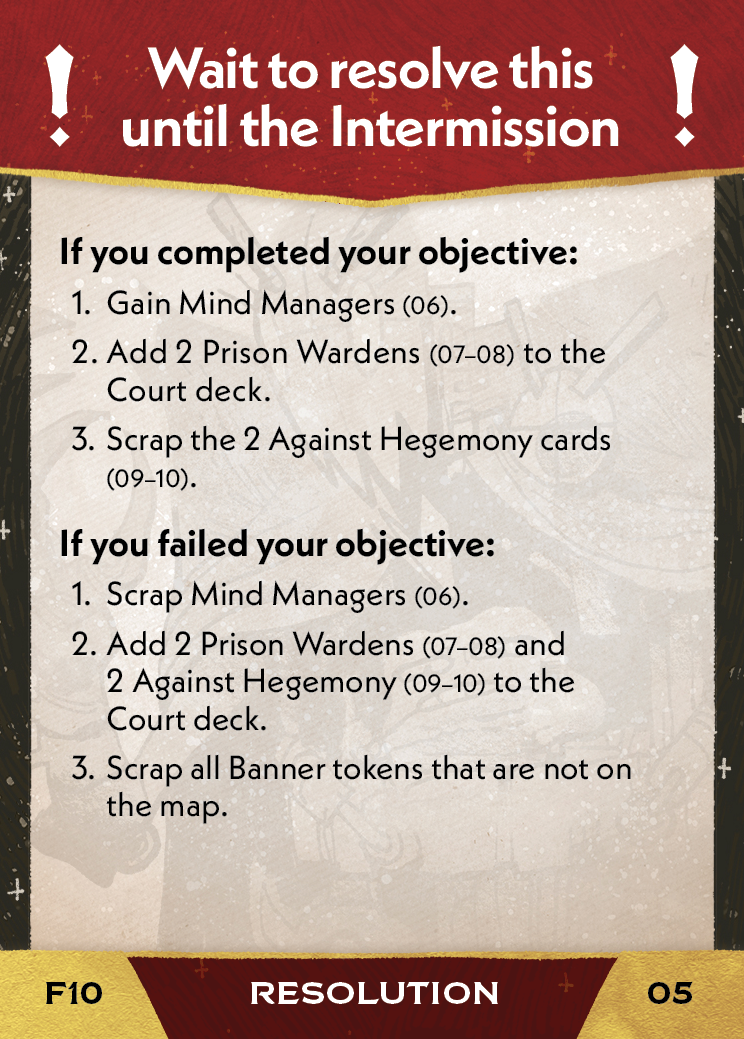 Wait to resolve this
until the Intermission
If you completed your objective:
1. Gain Mind Managers (06).
2. Add 2 Prison Wardens (07–08) to the
Court deck.
3. Scrap the 2 Against Hegemony cards
(09–10).
If you failed your objective:
1. Scrap Mind Managers (06).
2. Add 2 Prison Wardens (07–08) and
2 Against Hegemony (09–10) to the
Court deck.
3. Scrap all Banner tokens that are not on
the map.
F10 RESOLUTION 05